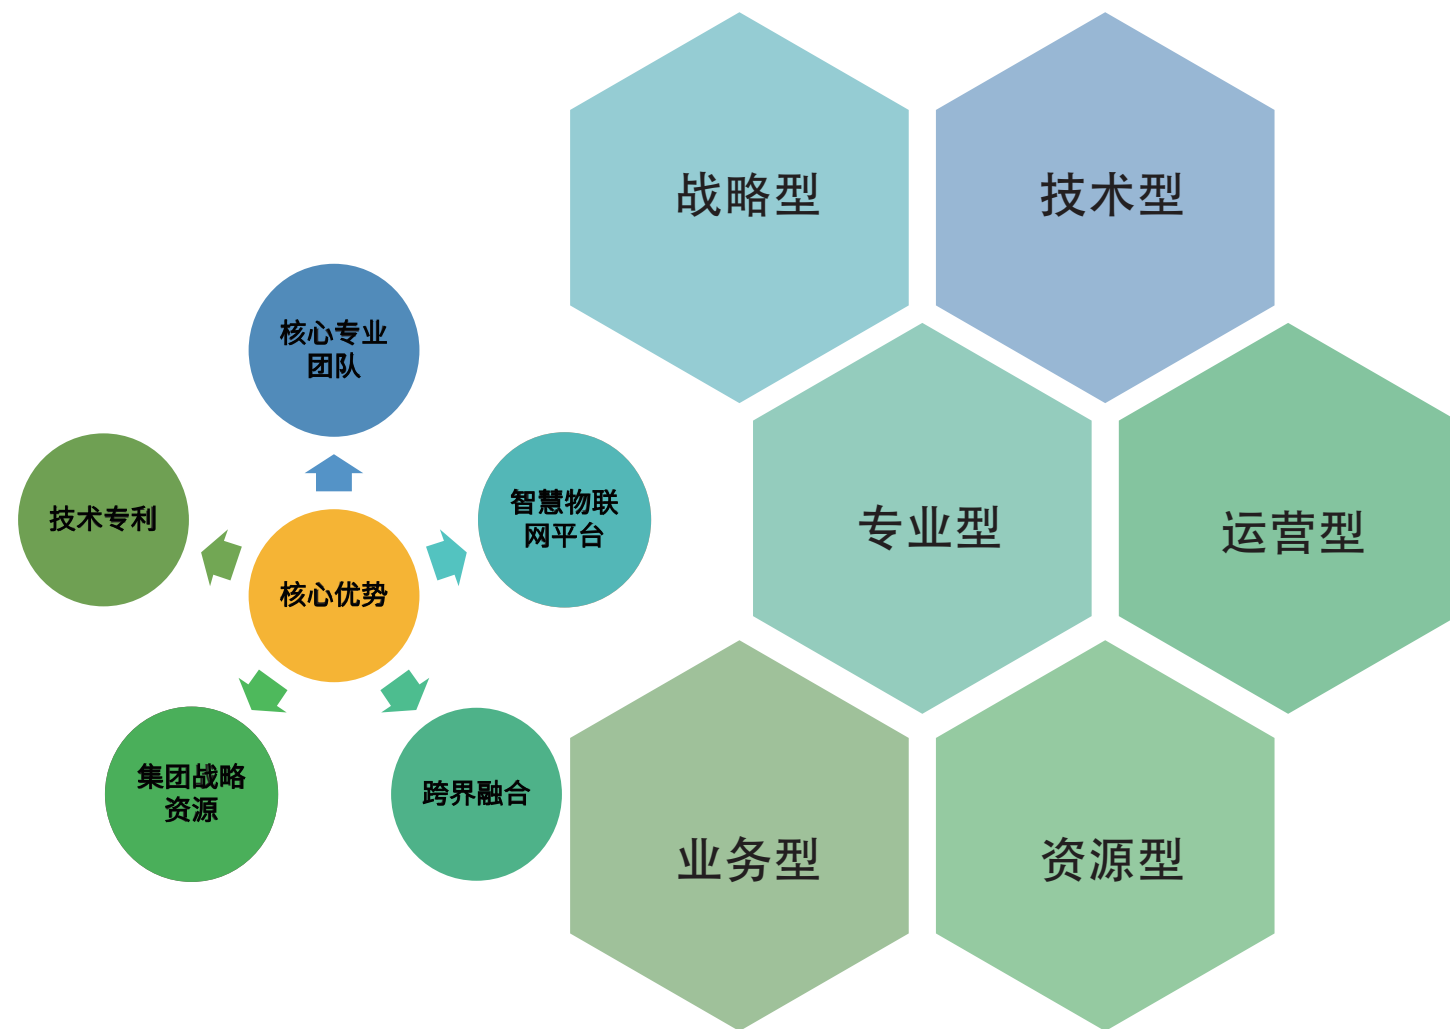 核心专业
团队
技术专利
智慧物联
网平台
核心优势
集团战略
资源
跨界融合
战略型
技术型
专业型
运营型
业务型
资源型